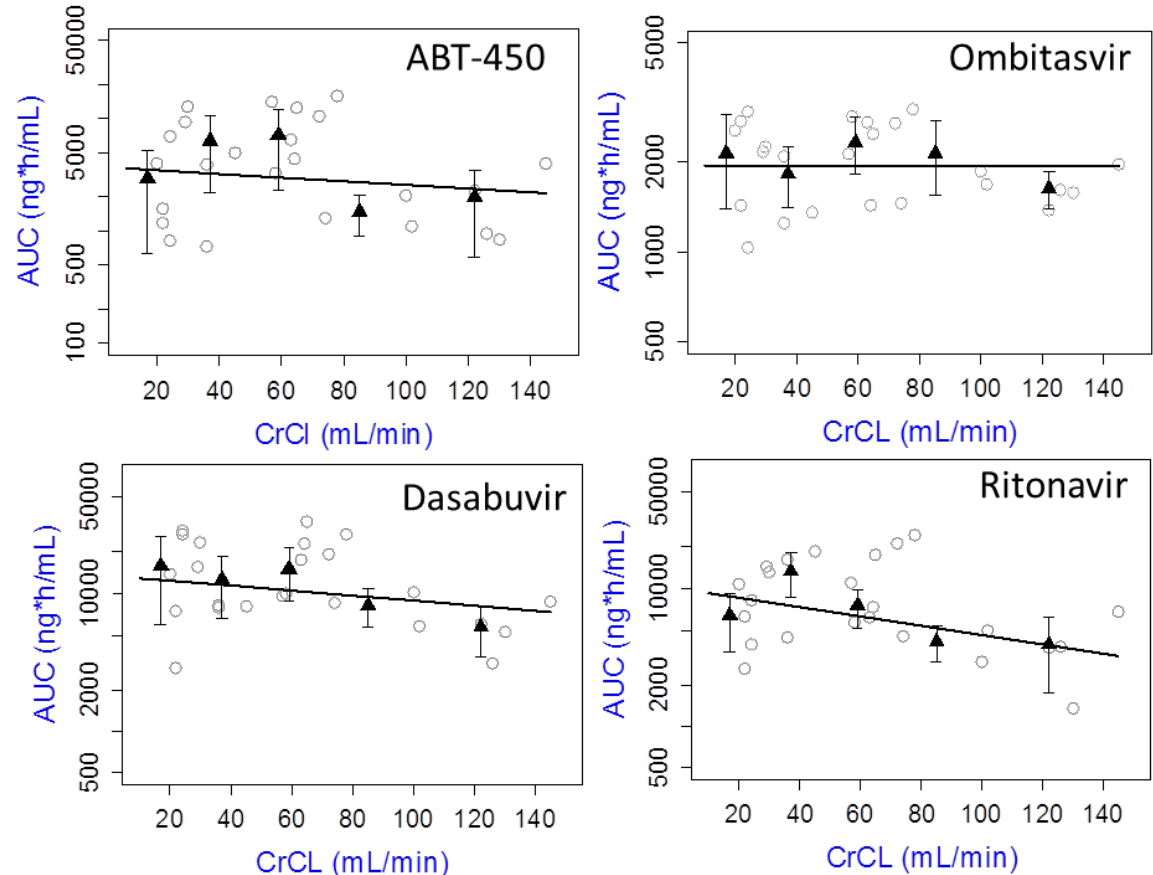 ABT-450
AUC (ng*h/mL)
50000
5000
500
100
20 40 60 80 100 120 140
CrCl (mL/min)
Ombitasvir
AUC (ng*h/mL)
5000
2000
1000
500
20 40 60 80 100 120 140
CrCL (mL/min)
Dasabuvir
AUC (ng*h/mL)
50000
10000
2000
500
20 40 60 80 100 120 140
CrCL (mL/min)
Ritonavir
AUC (ng*h/mL)
50000
10000
2000
500
20 40 60 80 100 120 140
CrCL (mL/min)